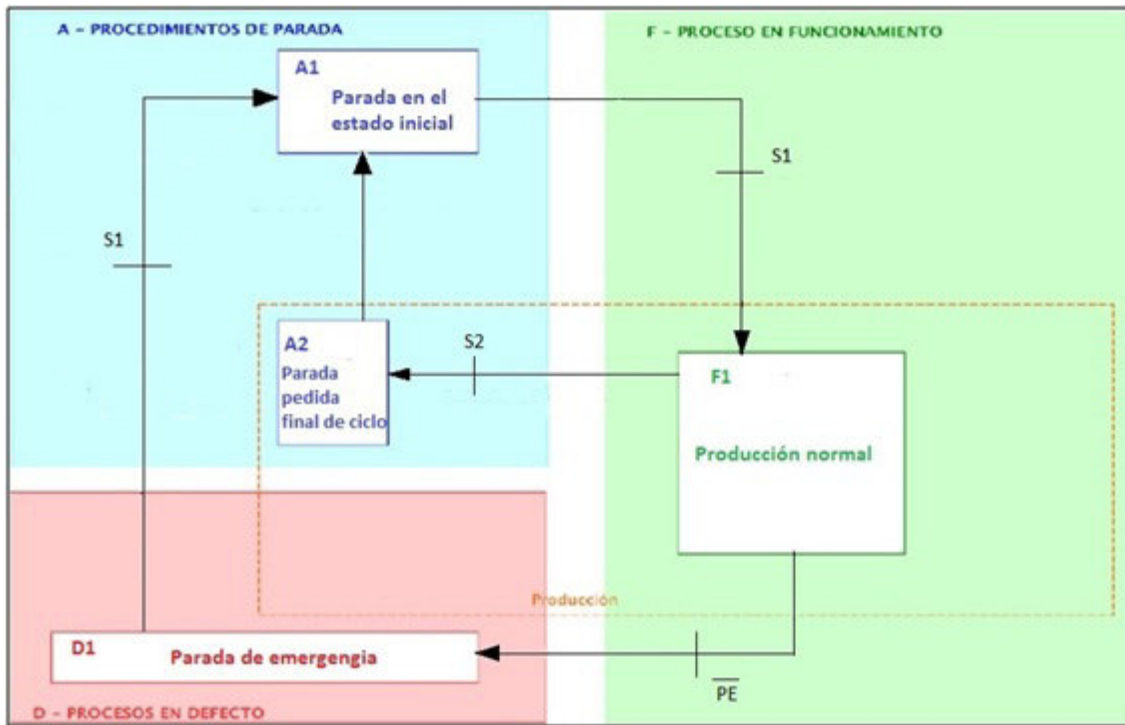 A - PROCEDIMIENTOS DE PARADA
F - PROCESO EN FUNCIONAMIENTO
A1
Parada en el
estado inicial
S1
S1
A2
Parada
pedida
final de ciclo
S2
F1
Producción normal
Producción
D1
Parada de emergengia
P̅E̅
D - PROCESOS EN DEFECTO